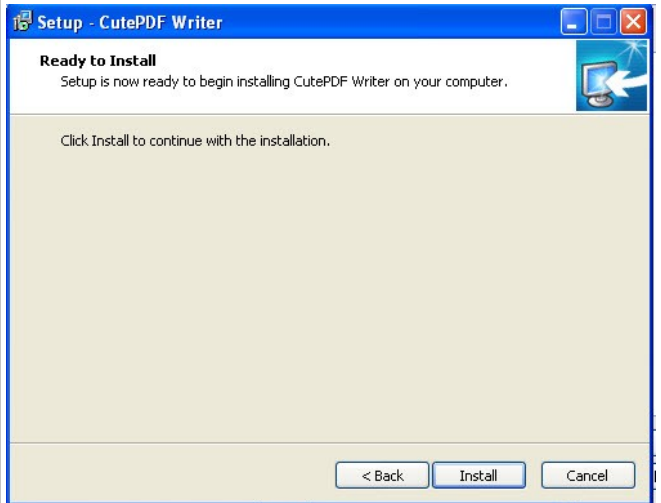 Setup - CutePDF Writer
Ready to Install
Setup is now ready to begin installing CutePDF Writer on your computer.
Click Install to continue with the installation.
< Back Install Cancel